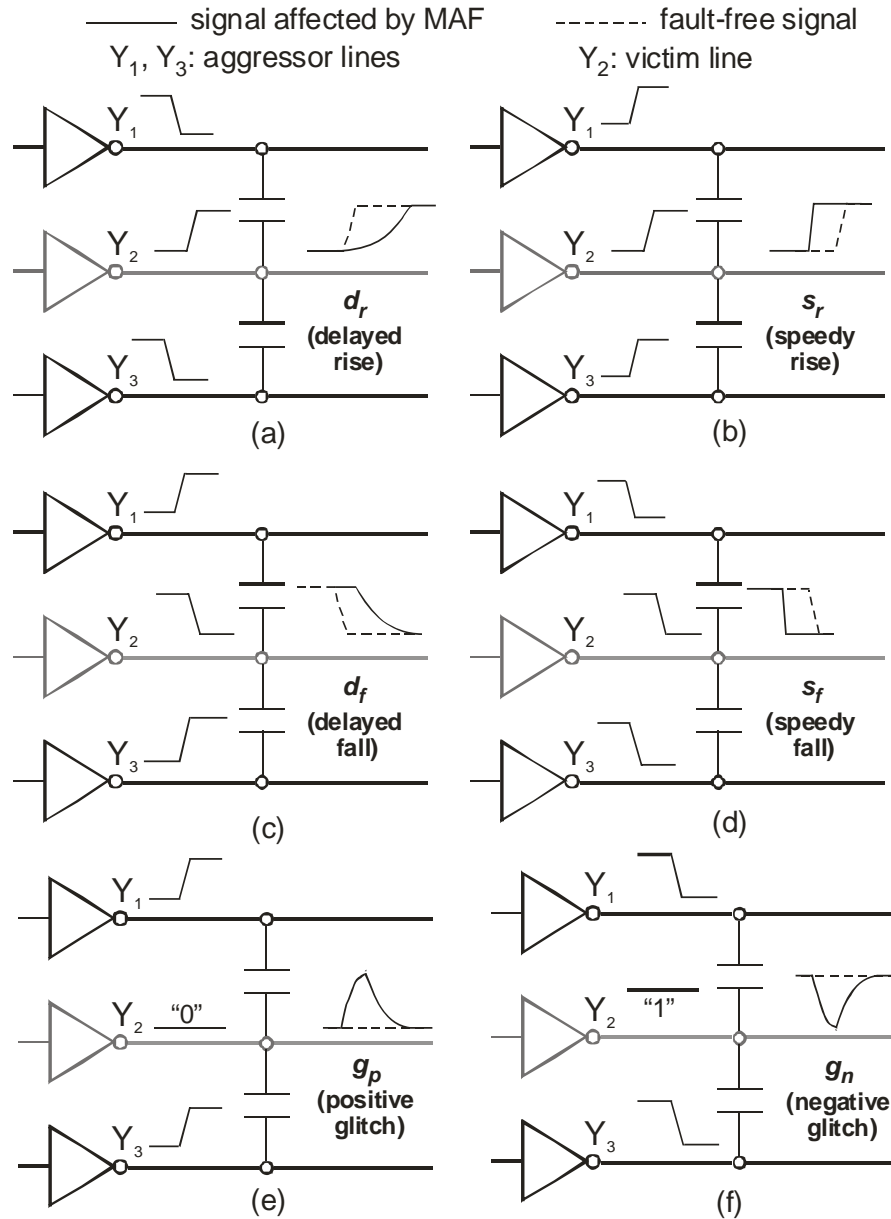 signal affected by MAF
fault-free signal
Y1, Y3: aggressor lines
Y2: victim line
Y1
Y2
Y3
dr
(delayed
rise)
(a)
Y1
Y2
Y3
sr
(speedy
rise)
(b)
Y1
Y2
Y3
df
(delayed
fall)
(c)
Y1
Y2
Y3
sf
(speedy
fall)
(d)
Y1
Y2
“0”
Y3
gp
(positive
glitch)
(e)
Y1
Y2
“1”
Y3
gn
(negative
glitch)
(f)